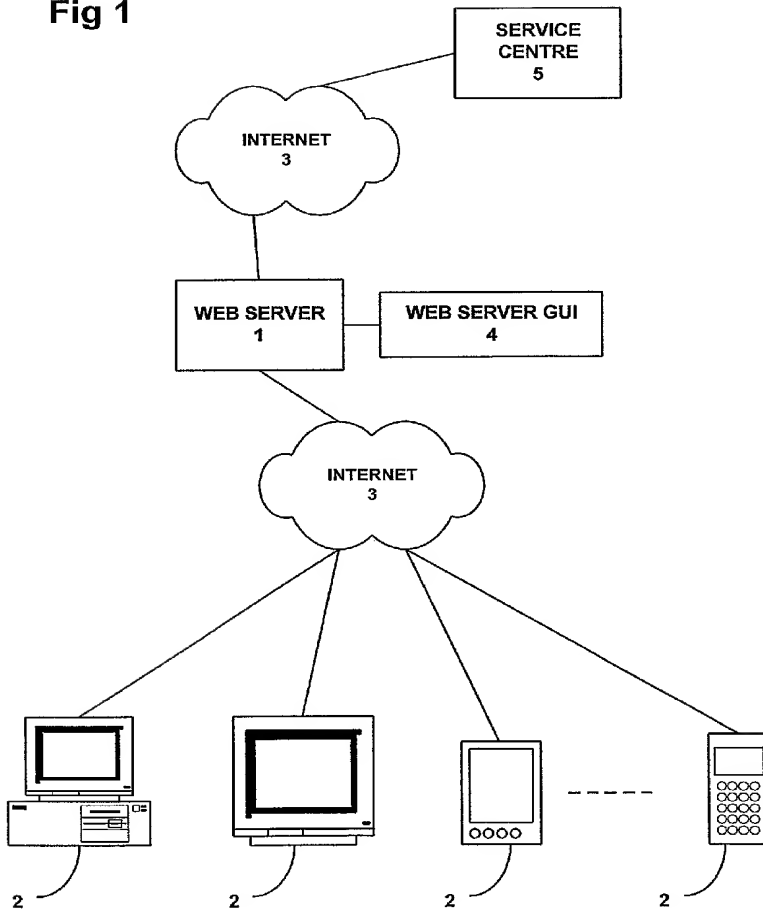 Fig 1
SERVICE
CENTRE
5
INTERNET
3
WEB SERVER
1
WEB SERVER GUI
4
INTERNET
3
2
2
2
2